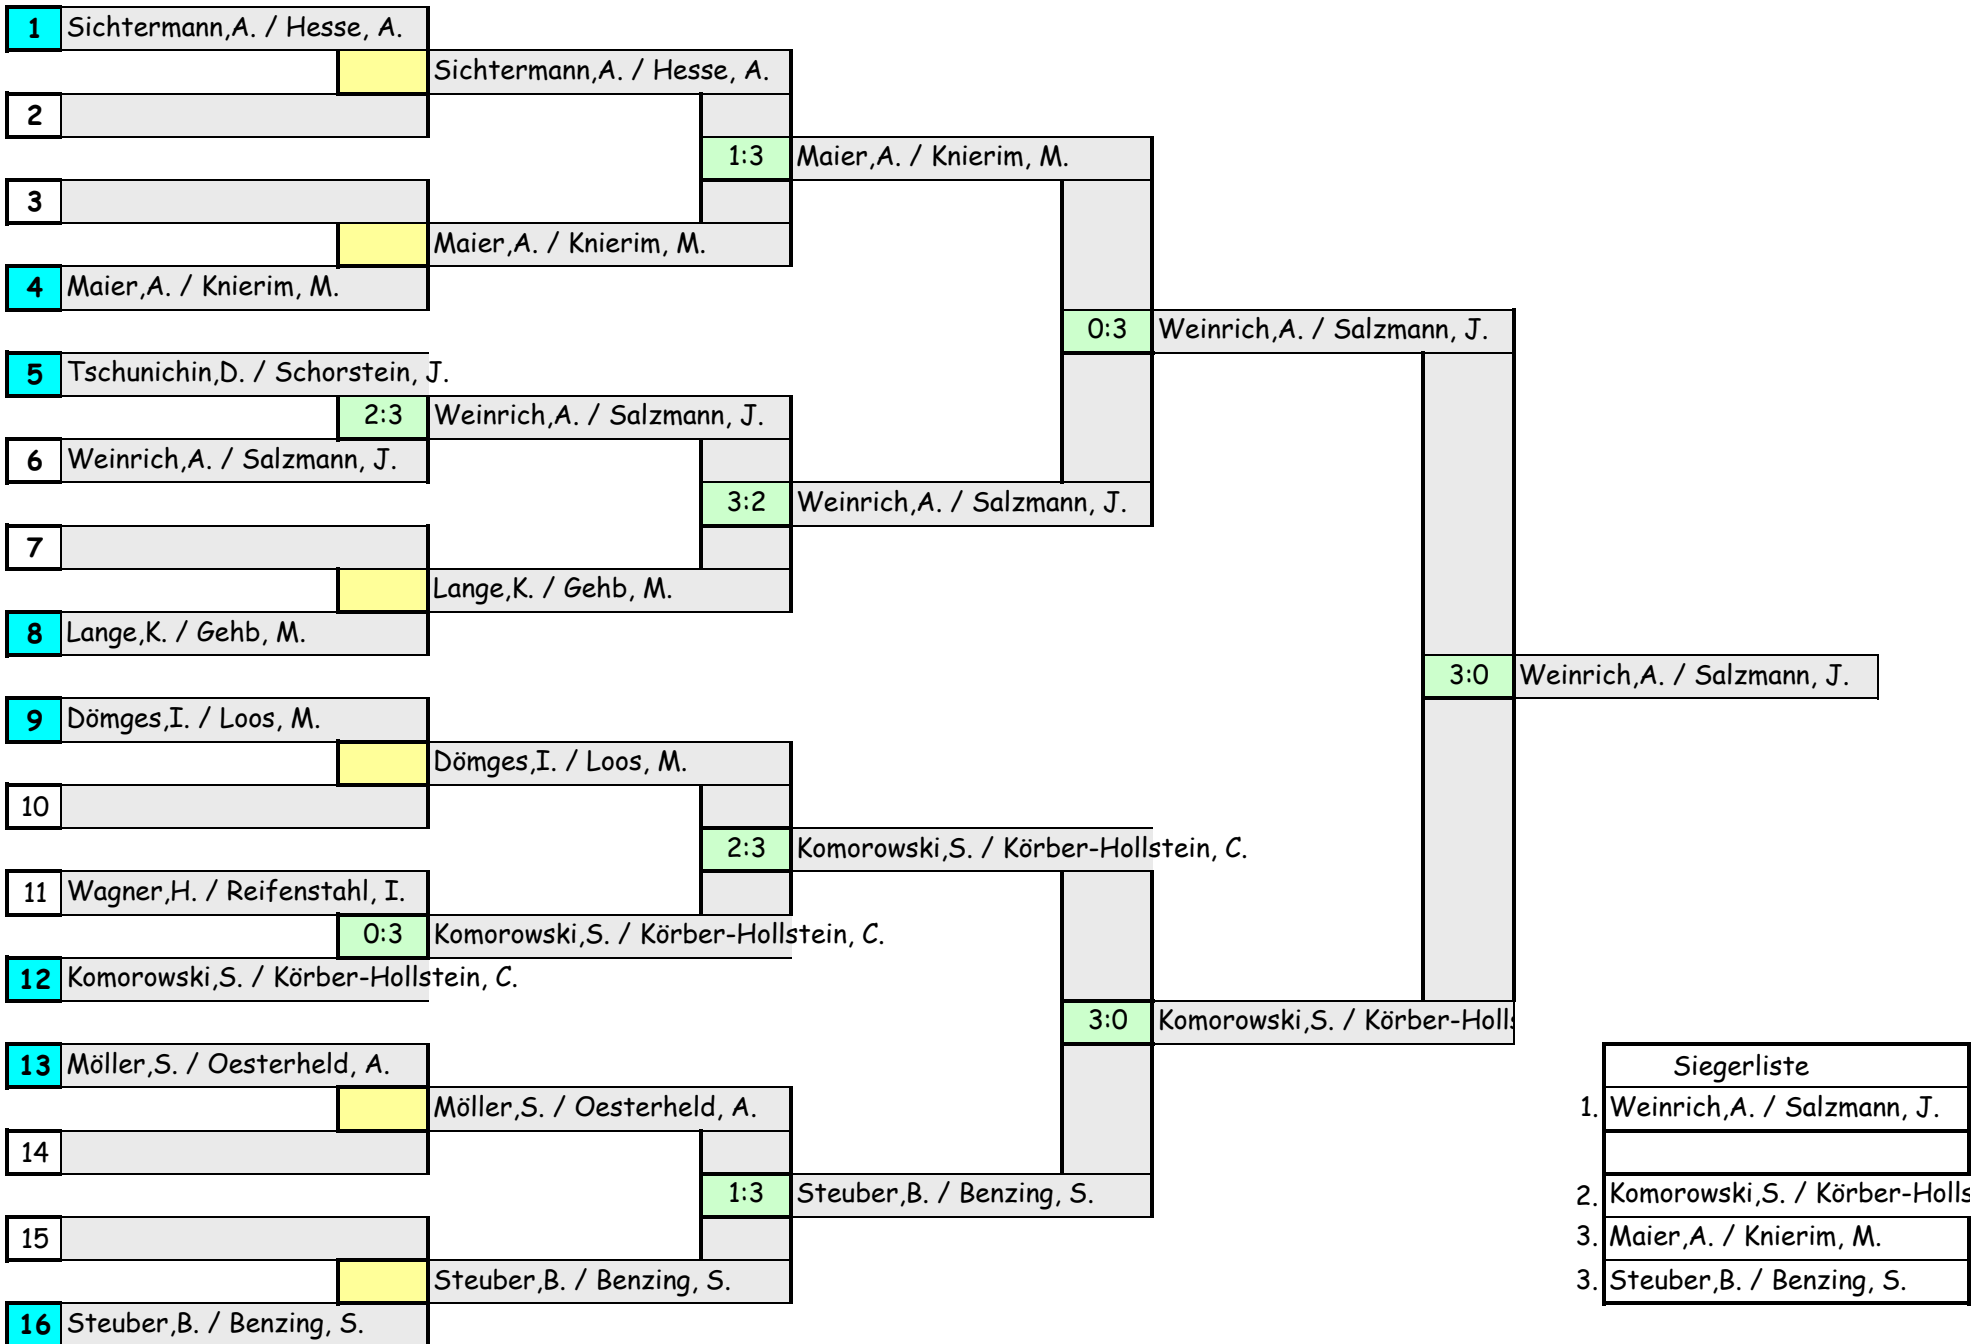 1 Sichtermann,A. / Hesse, A.
Sichtermann,A. / Hesse, A.
2
1:3 Maier,A. / Knierim, M.
3
Maier,A. / Knierim, M.
4 Maier,A. / Knierim, M.
0:3 Weinrich,A. / Salzmann, J.
5 Tschunichin,D. / Schorstein, J.
2:3 Weinrich,A. / Salzmann, J.
6 Weinrich,A. / Salzmann, J.
3:2 Weinrich,A. / Salzmann, J.
7
Lange,K. / Gehb, M.
8 Lange,K. / Gehb, M.
3:0 Weinrich,A. / Salzmann, J.
9 Dömges,I. / Loos, M.
Dömges,I. / Loos, M.
10
2:3 Komorowski,S. / Körber-Hollstein, C.
11 Wagner,H. / Reifenstahl, I.
0:3 Komorowski,S. / Körber-Hollstein, C.
12 Komorowski,S. / Körber-Hollstein, C.
3:0 Komorowski,S. / Körber-Holls
13 Möller,S. / Oesterheld, A.
Möller,S. / Oesterheld, A.
14
1:3 Steuber,B. / Benzing, S.
15
Steuber,B. / Benzing, S.
16 Steuber,B. / Benzing, S.
Siegerliste
1. Weinrich,A. / Salzmann, J.
2. Komorowski,S. / Körber-Holls
3. Maier,A. / Knierim, M.
3. Steuber,B. / Benzing, S.